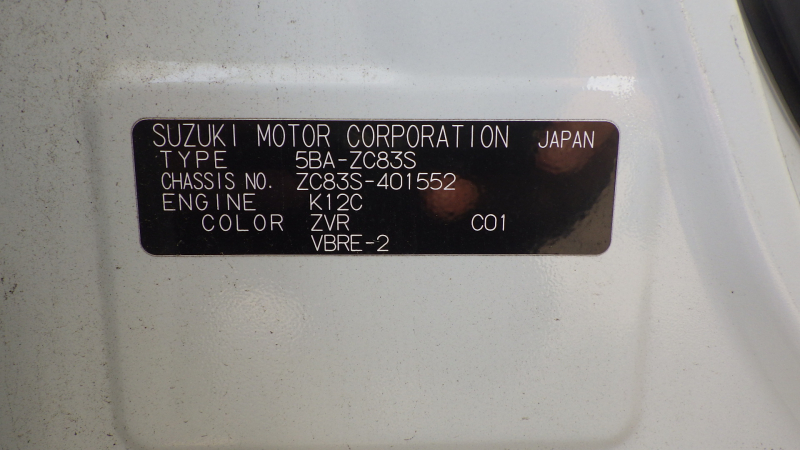 SUZUKI MOTOR CORPORATION JAPAN
TYPE 5BA-ZC83S
CHASSIS NO. ZC83S-401552
ENGINE K12C
COLOR ZVR C01
VBRE-2